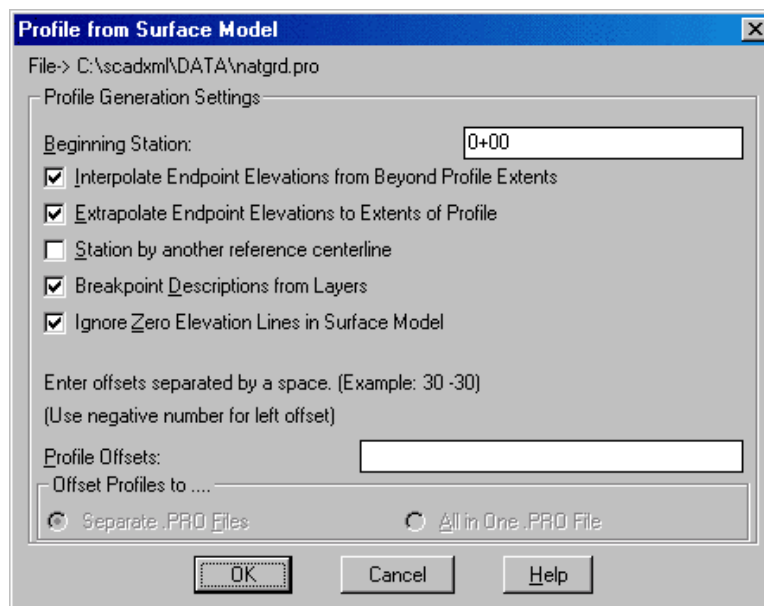 Profile from Surface Model
File-> C:\scadxml\DATA\natgrd.pro
Profile Generation Settings
Beginning Station: 0+00
Interpolate Endpoint Elevations from Beyond Profile Extents
Extrapolate Endpoint Elevations to Extents of Profile
Station by another reference centerline
Breakpoint Descriptions from Layers
Ignore Zero Elevation Lines in Surface Model
Enter offsets separated by a space. (Example: 30 -30)
(Use negative number for left offset)
Profile Offsets:
Offset Profiles to ....
Separate .PRO Files All in One .PRO File
OK Cancel Help